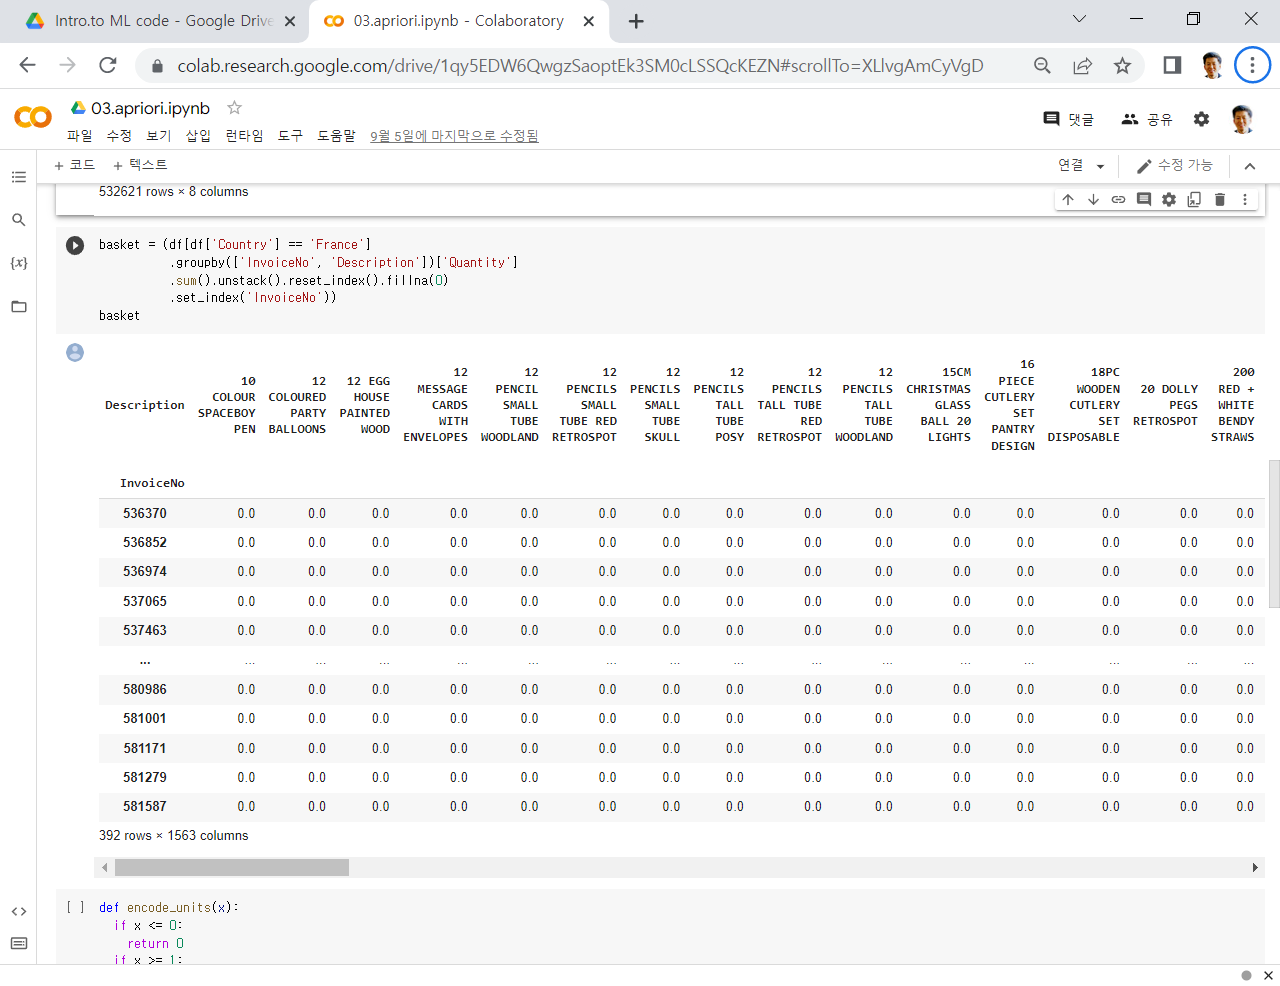 Intro.to ML code - Google Drive
03.apriori.ipynb - Colaboratory
colab.research.google.com/drive/1qy5EDW6QwgzSaoptEk3SM0cLSSQcKEZN#scrollTo=XLlvgAmCyVgD
03.apriori.ipynb
댓글
공유
파일 수정 보기 삽입 런타임 도구 도움말 9월 5일에 마지막으로 수정됨
+ 코드 + 텍스트
연결
수정 가능
532621 rows × 8 columns
basket = (df[df['Country'] == 'France']
.groupby(['InvoiceNo', 'Description'])['Quantity']
.sum().unstack().reset_index().fillna(0)
.set_index('InvoiceNo'))
basket
Description
10 COLOUR SPACEBOY PEN
12 COLOURED PARTY BALLOONS
12 EGG HOUSE PAINTED WOOD
12 MESSAGE CARDS WITH ENVELOPES
12 PENCIL SMALL TUBE WOODLAND
12 PENCILS SMALL TUBE RED RETROSPOT
12 PENCILS SMALL TUBE SKULL
12 PENCILS TALL TUBE POSY
12 PENCILS TALL TUBE RED RETROSPOT
12 PENCILS TALL TUBE WOODLAND
15CM CHRISTMAS GLASS BALL 20 LIGHTS
16 PIECE CUTLERY SET PANTRY DESIGN
18PC WOODEN CUTLERY SET DISPOSABLE
20 DOLLY PEGS RETROSPOT
200 RED + WHITE BENDY STRAWS
InvoiceNo
536370 0.0 0.0 0.0 0.0 0.0 0.0 0.0 0.0 0.0 0.0 0.0 0.0 0.0 0.0 0.0
536852 0.0 0.0 0.0 0.0 0.0 0.0 0.0 0.0 0.0 0.0 0.0 0.0 0.0 0.0 0.0
536974 0.0 0.0 0.0 0.0 0.0 0.0 0.0 0.0 0.0 0.0 0.0 0.0 0.0 0.0 0.0
537065 0.0 0.0 0.0 0.0 0.0 0.0 0.0 0.0 0.0 0.0 0.0 0.0 0.0 0.0 0.0
537463 0.0 0.0 0.0 0.0 0.0 0.0 0.0 0.0 0.0 0.0 0.0 0.0 0.0 0.0 0.0
... ... ... ... ... ... ... ... ... ... ... ... ... ... ... ...
580986 0.0 0.0 0.0 0.0 0.0 0.0 0.0 0.0 0.0 0.0 0.0 0.0 0.0 0.0 0.0
581001 0.0 0.0 0.0 0.0 0.0 0.0 0.0 0.0 0.0 0.0 0.0 0.0 0.0 0.0 0.0
581171 0.0 0.0 0.0 0.0 0.0 0.0 0.0 0.0 0.0 0.0 0.0 0.0 0.0 0.0 0.0
581279 0.0 0.0 0.0 0.0 0.0 0.0 0.0 0.0 0.0 0.0 0.0 0.0 0.0 0.0 0.0
581587 0.0 0.0 0.0 0.0 0.0 0.0 0.0 0.0 0.0 0.0 0.0 0.0 0.0 0.0 0.0
392 rows × 1563 columns
[ ] def encode_units(x):
if x <= 0:
return 0
if x >= 1: